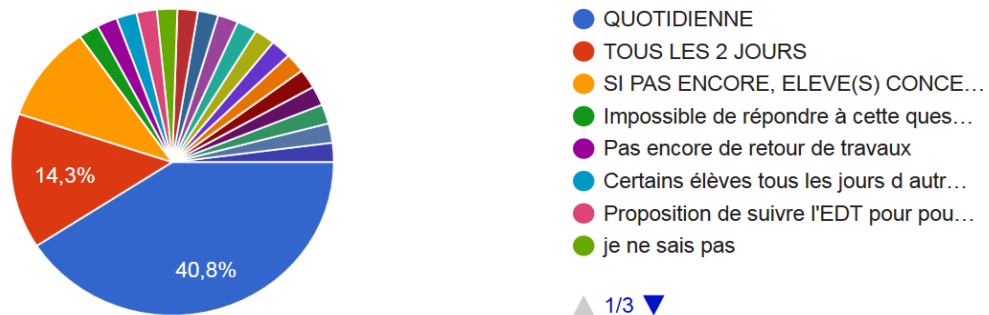 QUOTIDIENNE
TOUS LES 2 JOURS
SI PAS ENCORE, ELEVE(S) CONCE…
Impossible de répondre à cette ques…
Pas encore de retour de travaux
Certains élèves tous les jours d autr…
Proposition de suivre l'EDT pour pou…
je ne sais pas
14,3%
40,8%
1/3